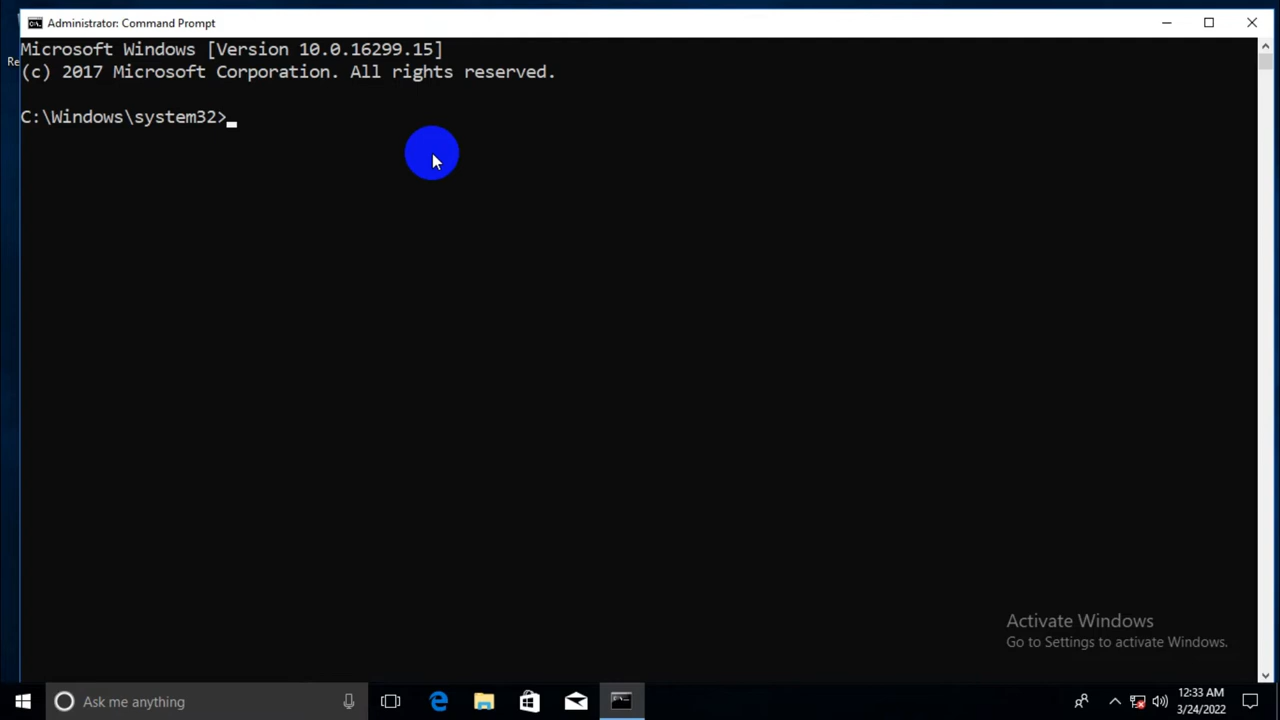 Administrator: Command Prompt
Microsoft Windows [Version 10.0.16299.15]
(c) 2017 Microsoft Corporation. All rights reserved.
Re
C:\Windows\system32>
Activate Windows
Go to Settings to activate Windows.
Ask me anything
12:33 AM
3/24/2022